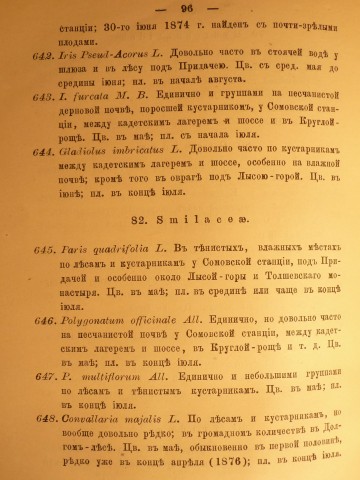 — 96 —
станціи; 30-го іюня 1874 г. найденъ съ почти-зрѣлыми
плодами.
642. Iris Pseud-Acorus L. Довольно часто въ стоячей водѣ у
шлюза и въ лѣсу подъ Придачею. Цв. съ сред. мая до
средины іюня; пл. въ началѣ августа.
643. I. furcata M. B. Единично и группами на песчанистой
дерновой почвѣ, поросшей кустарникомъ, у Сомовской стан-
ціи, между кадетскимъ лагеремъ и шоссе и въ Круглой-
рощѣ. Цв. въ маѣ; пл. съ начала іюля.
644. Gladiolus imbricatus L. Довольно часто по кустарникамъ
между кадетскимъ лагеремъ и шоссе, особенно на влажной
почвѣ; кромѣ того въ оврагѣ подъ Лысою-горой. Цв. въ
іюнѣ; пл. въ концѣ іюля.
82. Smilaceæ.
645. Paris quadrifolia L. Въ тѣнистыхъ, влажныхъ мѣстахъ
по лѣсамъ и кустарникамъ у Сомовской станціи, подъ При-
дачей и особенно около Лысой-горы и Толшевскаго мо-
настыря. Цв. въ маѣ; пл. въ срединѣ или чаще въ концѣ
іюля.
646. Polygonatum officinale All. Единично, но довольно часто
на песчанистой почвѣ у Сомовской станціи, между кадет-
скимъ лагеремъ и шоссе, въ Круглой-рощѣ и т. д. Цв.
въ маѣ; пл. въ концѣ іюля.
647. P. multiflorum All. Единично и небольшими группами
по лѣсамъ и тѣнистымъ кустарникамъ. Цв. въ маѣ; пл.
въ концѣ іюля.
648. Convallaria majalis L. По лѣсамъ и кустарникамъ, но
вообще довольно рѣдко; въ громадномъ количествѣ въ Дол-
гомъ-лѣсѣ. Цв. въ маѣ, обыкновенно въ первой половинѣ,
рѣдко уже въ концѣ апрѣля (1876); пл. въ концѣ іюля.